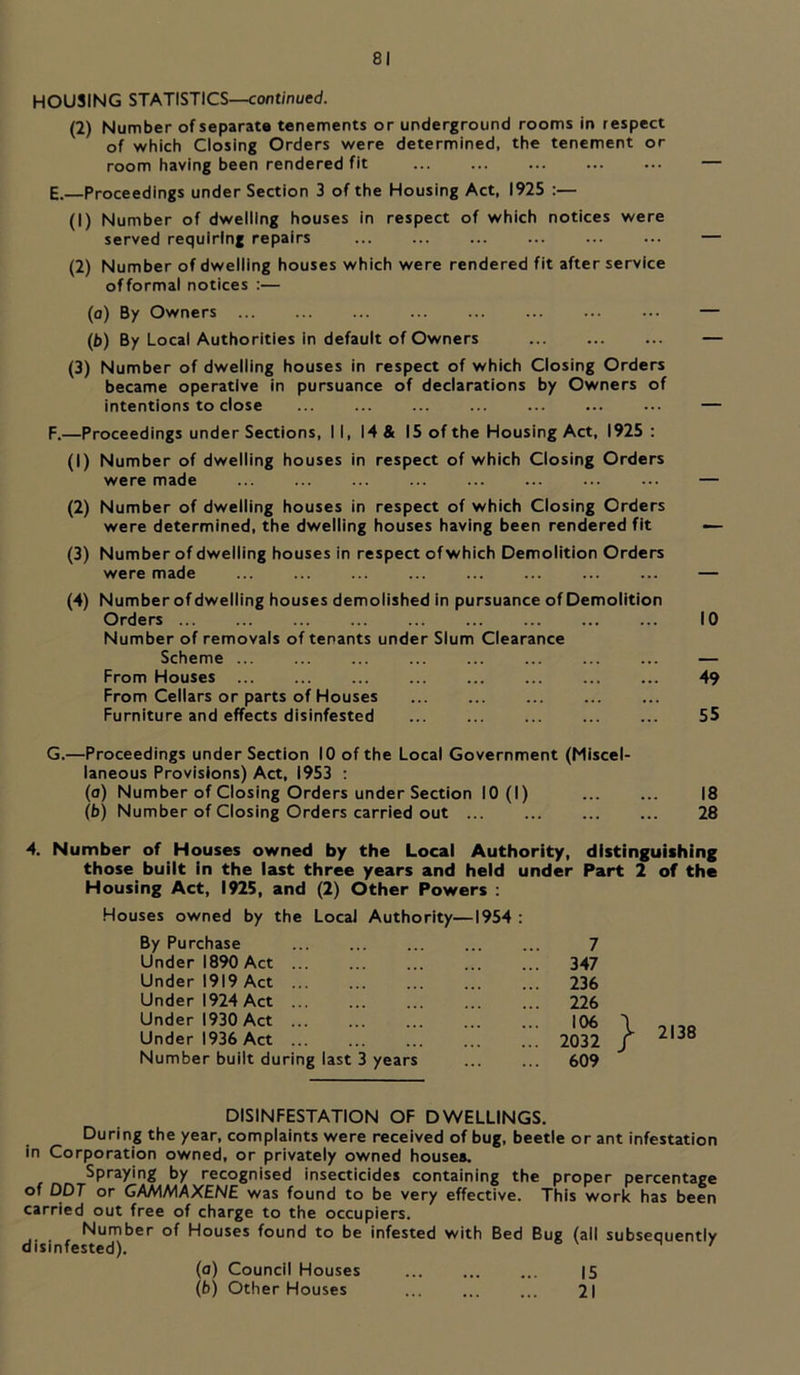 81
HOUSING STATISTICS—continued.
(2) Number of separate tenements or underground rooms in respect
of which Closing Orders were determined, the tenement or
room having been rendered fit ... ... ... ... ... —
E.—Proceedings under Section 3 of the Housing Act, 1925 :—
(1) Number of dwelling houses in respect of which notices were
served requiring repairs ... ... ... ... ... ... —
(2) Number of dwelling houses which were rendered fit after service
of formal notices :—
(a) By Owners ... ... ... ... ... ... ... ... —
(b) By Local Authorities in default of Owners ... ... ... —
(3) Number of dwelling houses in respect of which Closing Orders
became operative in pursuance of declarations by Owners of
intentions to close ... ... ... ... ... ... ... —
F.—Proceedings under Sections, 11, 14 & 15 of the Housing Act, 1925 :
(1) Number of dwelling houses in respect of which Closing Orders
were made ... ... ... ... ... ... ... ... —
(2) Number of dwelling houses in respect of which Closing Orders
were determined, the dwelling houses having been rendered fit —
(3) Number of dwelling houses in respect of which Demolition Orders
were made ... ... ... ... ... ... ... ... —
(4) Number of dwelling houses demolished in pursuance of Demolition
Orders ... ... ... ... ... ... ... ... ... 10
Number of removals of tenants under Slum Clearance
Scheme ... ... ... ... ... ... ... ... —
From Houses ... ... ... ... ... ... ... ... 49
From Cellars or parts of Houses ... ... ... ... ...
Furniture and effects disinfested ... ... ... ... ... 55
G.—Proceedings under Section 10 of the Local Government (Miscel-
laneous Provisions) Act, 1953 :
(a) Number of Closing Orders under Section 10 (1) ... ... 18
(b) Number of Closing Orders carried out ... ... ... ... 28
4. Number of Houses owned by the Local Authority, distinguishing
those built in the last three years and held under Part 2 of the
Housing Act, 1925, and (2) Other Powers :
Houses owned by the Local Authority—1954 :
By Purchase ... ... ... ... ... 7
Under 1890 Act ... ... ... ... ... 347
Under 1919 Act ... ... ... ... ... 236
Under 1924 Act ... ... ... ... ... 226
Under 1930 Act ... ... ... ... ... 106 } 2138
Under 1936 Act ... ... ... ... ... 2032
Number built during last 3 years ... ... 609
DISINFESTATION OF DWELLINGS.
During the year, complaints were received of bug, beetle or ant infestation
in Corporation owned, or privately owned houses.
Spraying by recognised insecticides containing the proper percentage
of DDT or GAMMAXENE was found to be very effective. This work has been
carried out free of charge to the occupiers.
Number of Houses found to be infested with Bed Bug (all subsequently
disinfested).
(a) Council Houses ... ... ... 15
(b) Other Houses ... ... ... 21